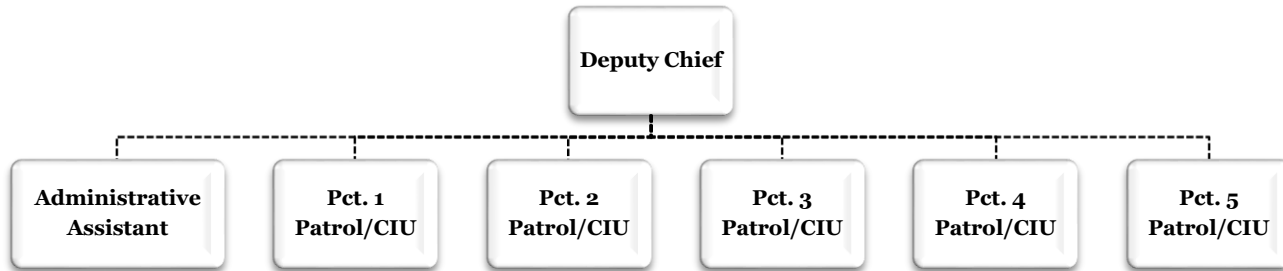 Deputy Chief
Administrative
Assistant
Pct. 1
Patrol/CIU
Pct. 2
Patrol/CIU
Pct. 3
Patrol/CIU
Pct. 4
Patrol/CIU
Pct. 5
Patrol/CIU